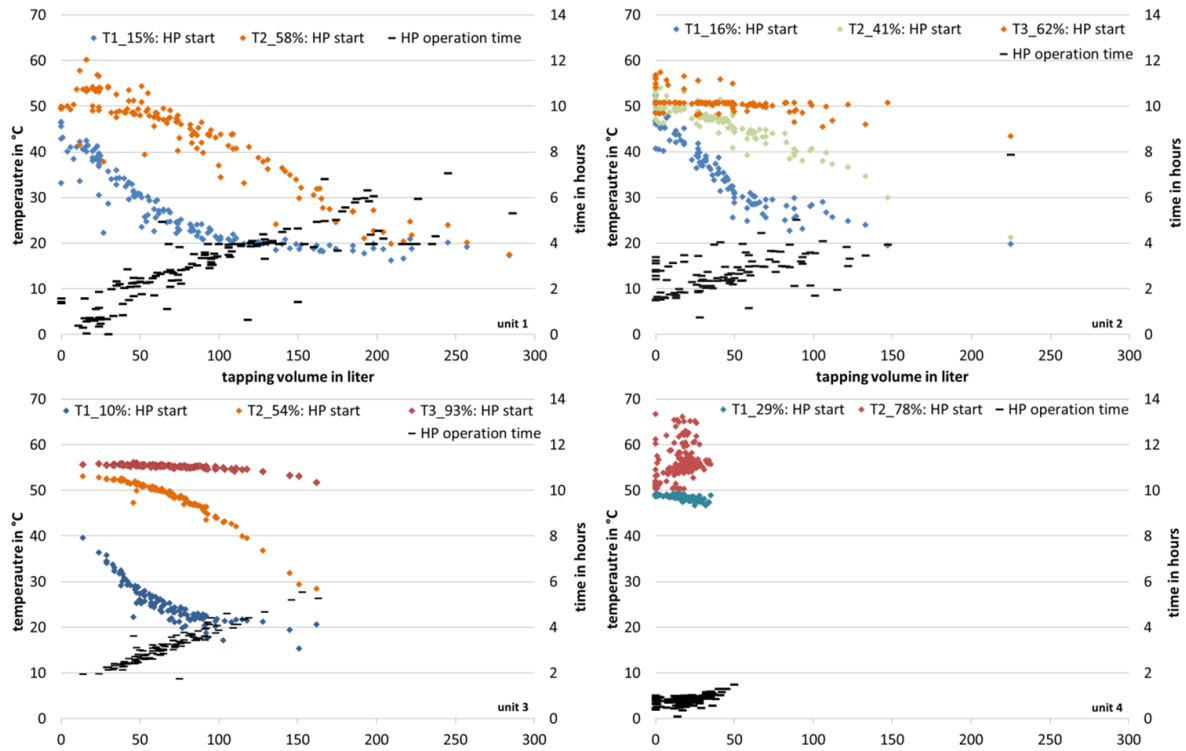 T1_15%: HP start T2_58%: HP start HP operation time
70 60 50 40 30 20 10 0
temperautre in °C
14 12 10 8 6 4 2 0
time in hours
unit 1
0 50 100 150 200 250 300
tapping volume in liter
T1_16%: HP start T2_41%: HP start T3_62%: HP start
HP operation time
70 60 50 40 30 20 10 0
temperautre in °C
14 12 10 8 6 4 2 0
time in hours
unit 2
0 50 100 150 200 250 300
tapping volume in liter
T1_10%: HP start T2_54%: HP start T3_93%: HP start
HP operation time
70 60 50 40 30 20 10 0
temperautre in °C
14 12 10 8 6 4 2 0
time in hours
unit 3
0 50 100 150 200 250 300
T1_29%: HP start T2_78%: HP start HP operation time
70 60 50 40 30 20 10 0
temperautre in °C
14 12 10 8 6 4 2 0
time in hours
unit 4
0 50 100 150 200 250 300